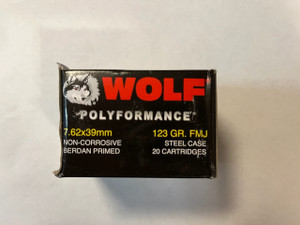 WOLF
POLYFORMANCE
7.62x39mm 123 GR. FMJ
NON-CORROSIVE STEEL CASE
BERDAN PRIMED 20 CARTRIDGES